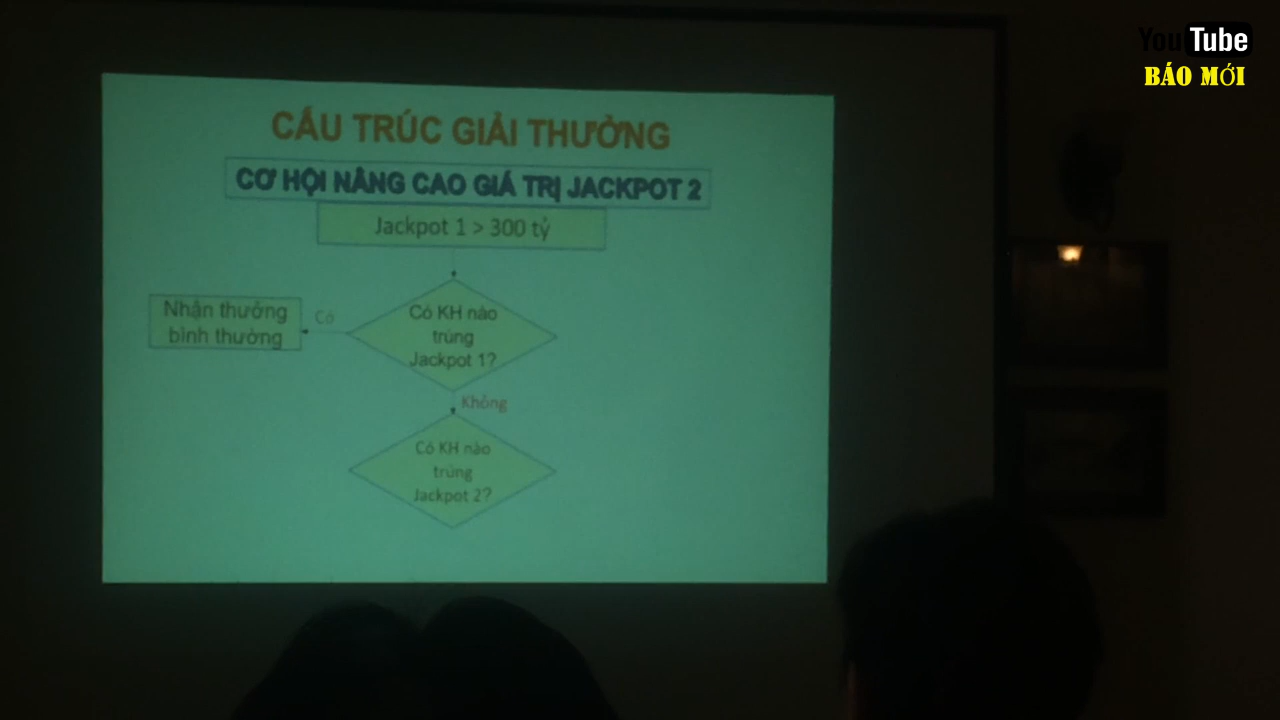 YouTube
BÁO MỚI
CẤU TRÚC GIẢI THƯỞNG
CƠ HỘI NÂNG CAO GIÁ TRỊ JACKPOT 2
Jackpot 1 > 300 tỷ
Có KH nào
trúng
Jackpot 1?
Có
Nhận thưởng
bình thường
Không
Có KH nào
trúng
Jackpot 2?